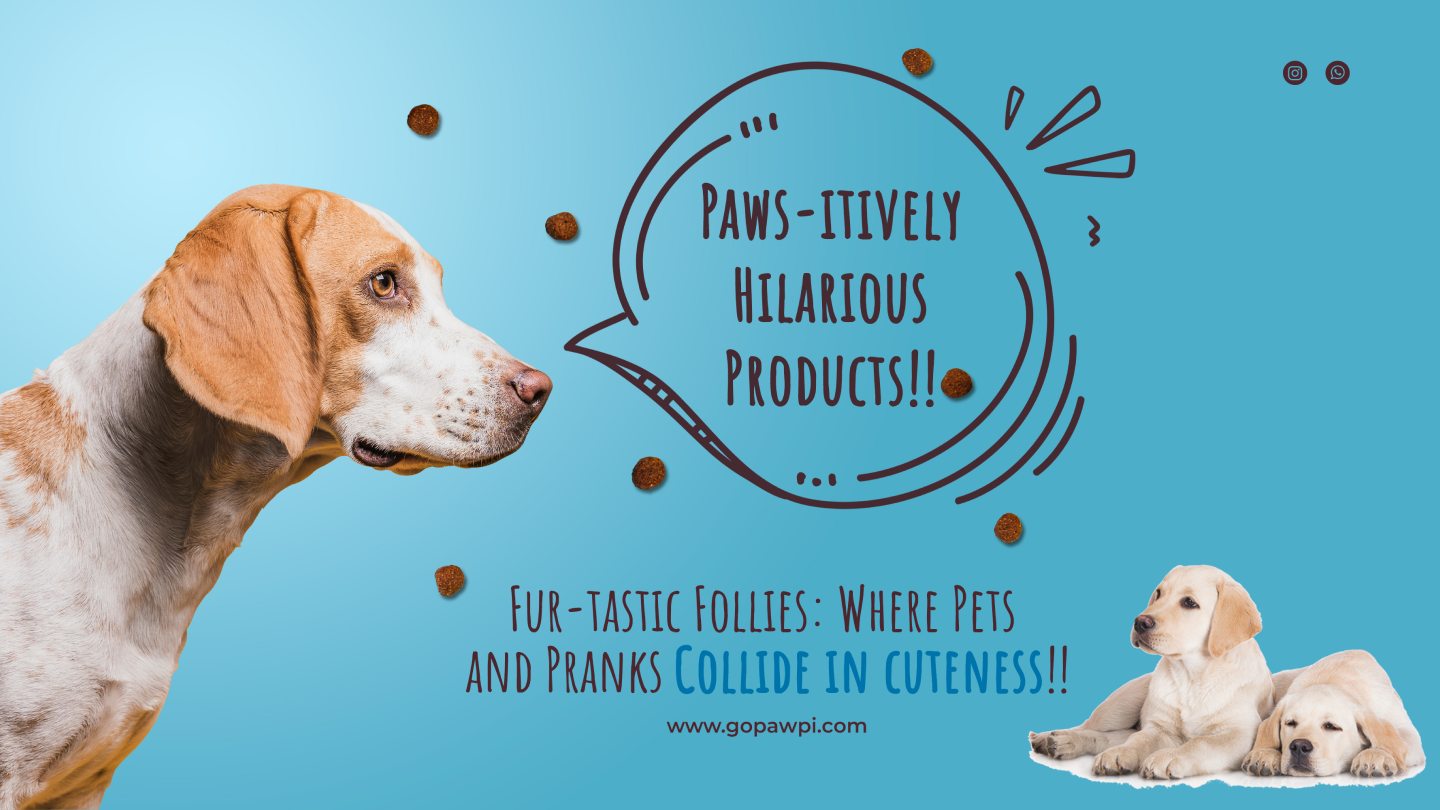 Paws-itively
Hilarious
Products!!
Fur-tastic Follies: Where Pets
and Pranks Collide in cuteness!!
www.gopawpi.com